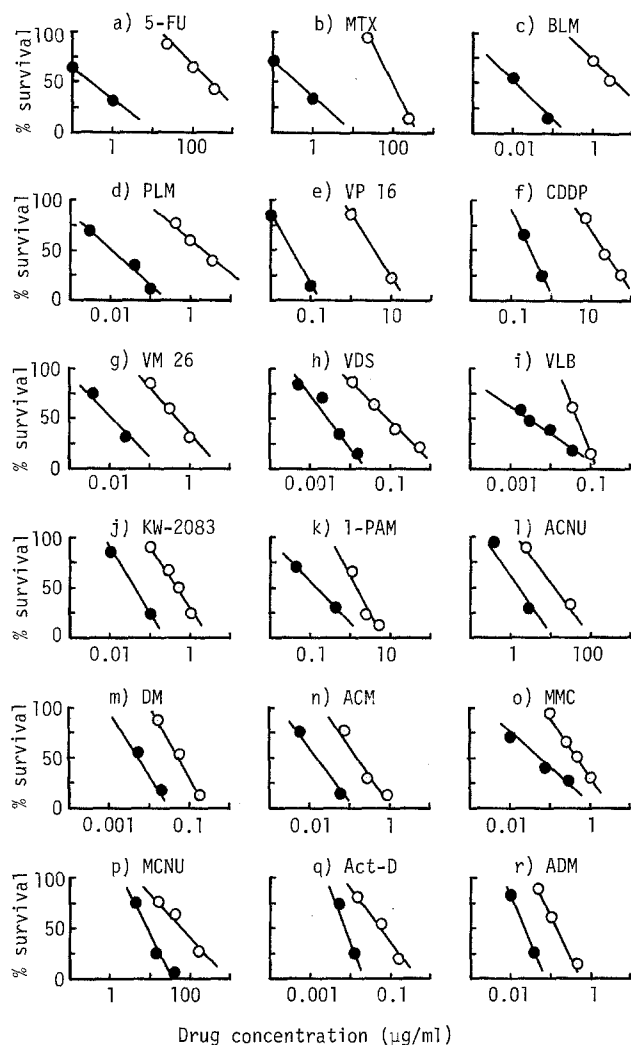 a) 5-FU
b) MTX
c) BLM
% survival
100
50
0
1
100
1
100
0.01
1
d) PLM
e) VP 16
f) CDDP
% survival
100
50
0
0.01
1
0.1
10
0.1
10
g) VM 26
h) VDS
i) VLB
% survival
100
50
0
0.01
1
0.001
0.1
0.001
0.1
j) KW-2083
k) l-PAM
l) ACNU
% survival
100
50
0
0.01
1
0.1
10
1
100
m) DM
n) ACM
o) MMC
% survival
100
50
0
0.001
0.1
0.01
1
0.01
1
p) MCNU
q) Act-D
r) ADM
% survival
100
50
0
1
100
0.001
0.1
0.01
1
Drug concentration (μg/ml)